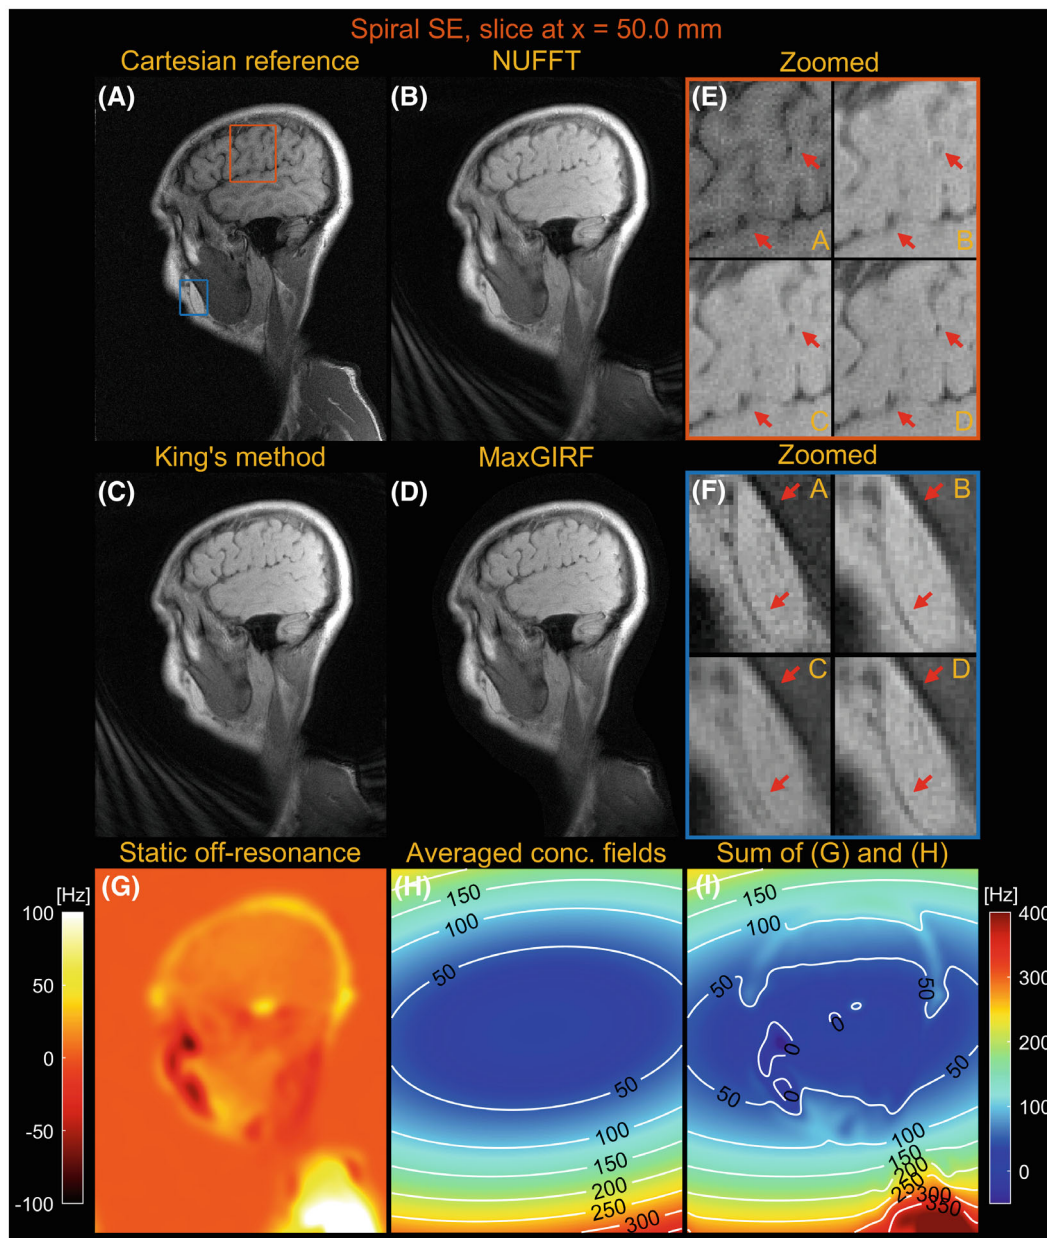 Spiral SE, slice at x = 50.0 mm
Cartesian reference
NUFFT
Zoomed
(A)
(B)
(E)
A
B
C
D
King's method
MaxGIRF
Zoomed
(C)
(D)
(F)
A
B
C
D
Static off-resonance
Averaged conc. fields
Sum of (G) and (H)
[Hz]
100
50
0
-50
-100
(G)
(H)
150
100
50
50
100
150
200
250
300
(I)
150
100
50
50
0
0
0
50
50
100
150
200
250
300
350
[Hz]
400
300
200
100
0